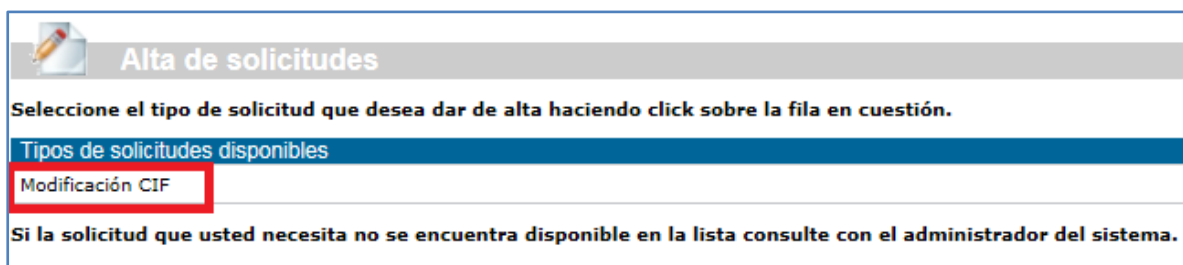 Alta de solicitudes
Seleccione el tipo de solicitud que desea dar de alta haciendo click sobre la fila en cuestión.
Tipos de solicitudes disponibles
Modificación CIF
Si la solicitud que usted necesita no se encuentra disponible en la lista consulte con el administrador del sistema.